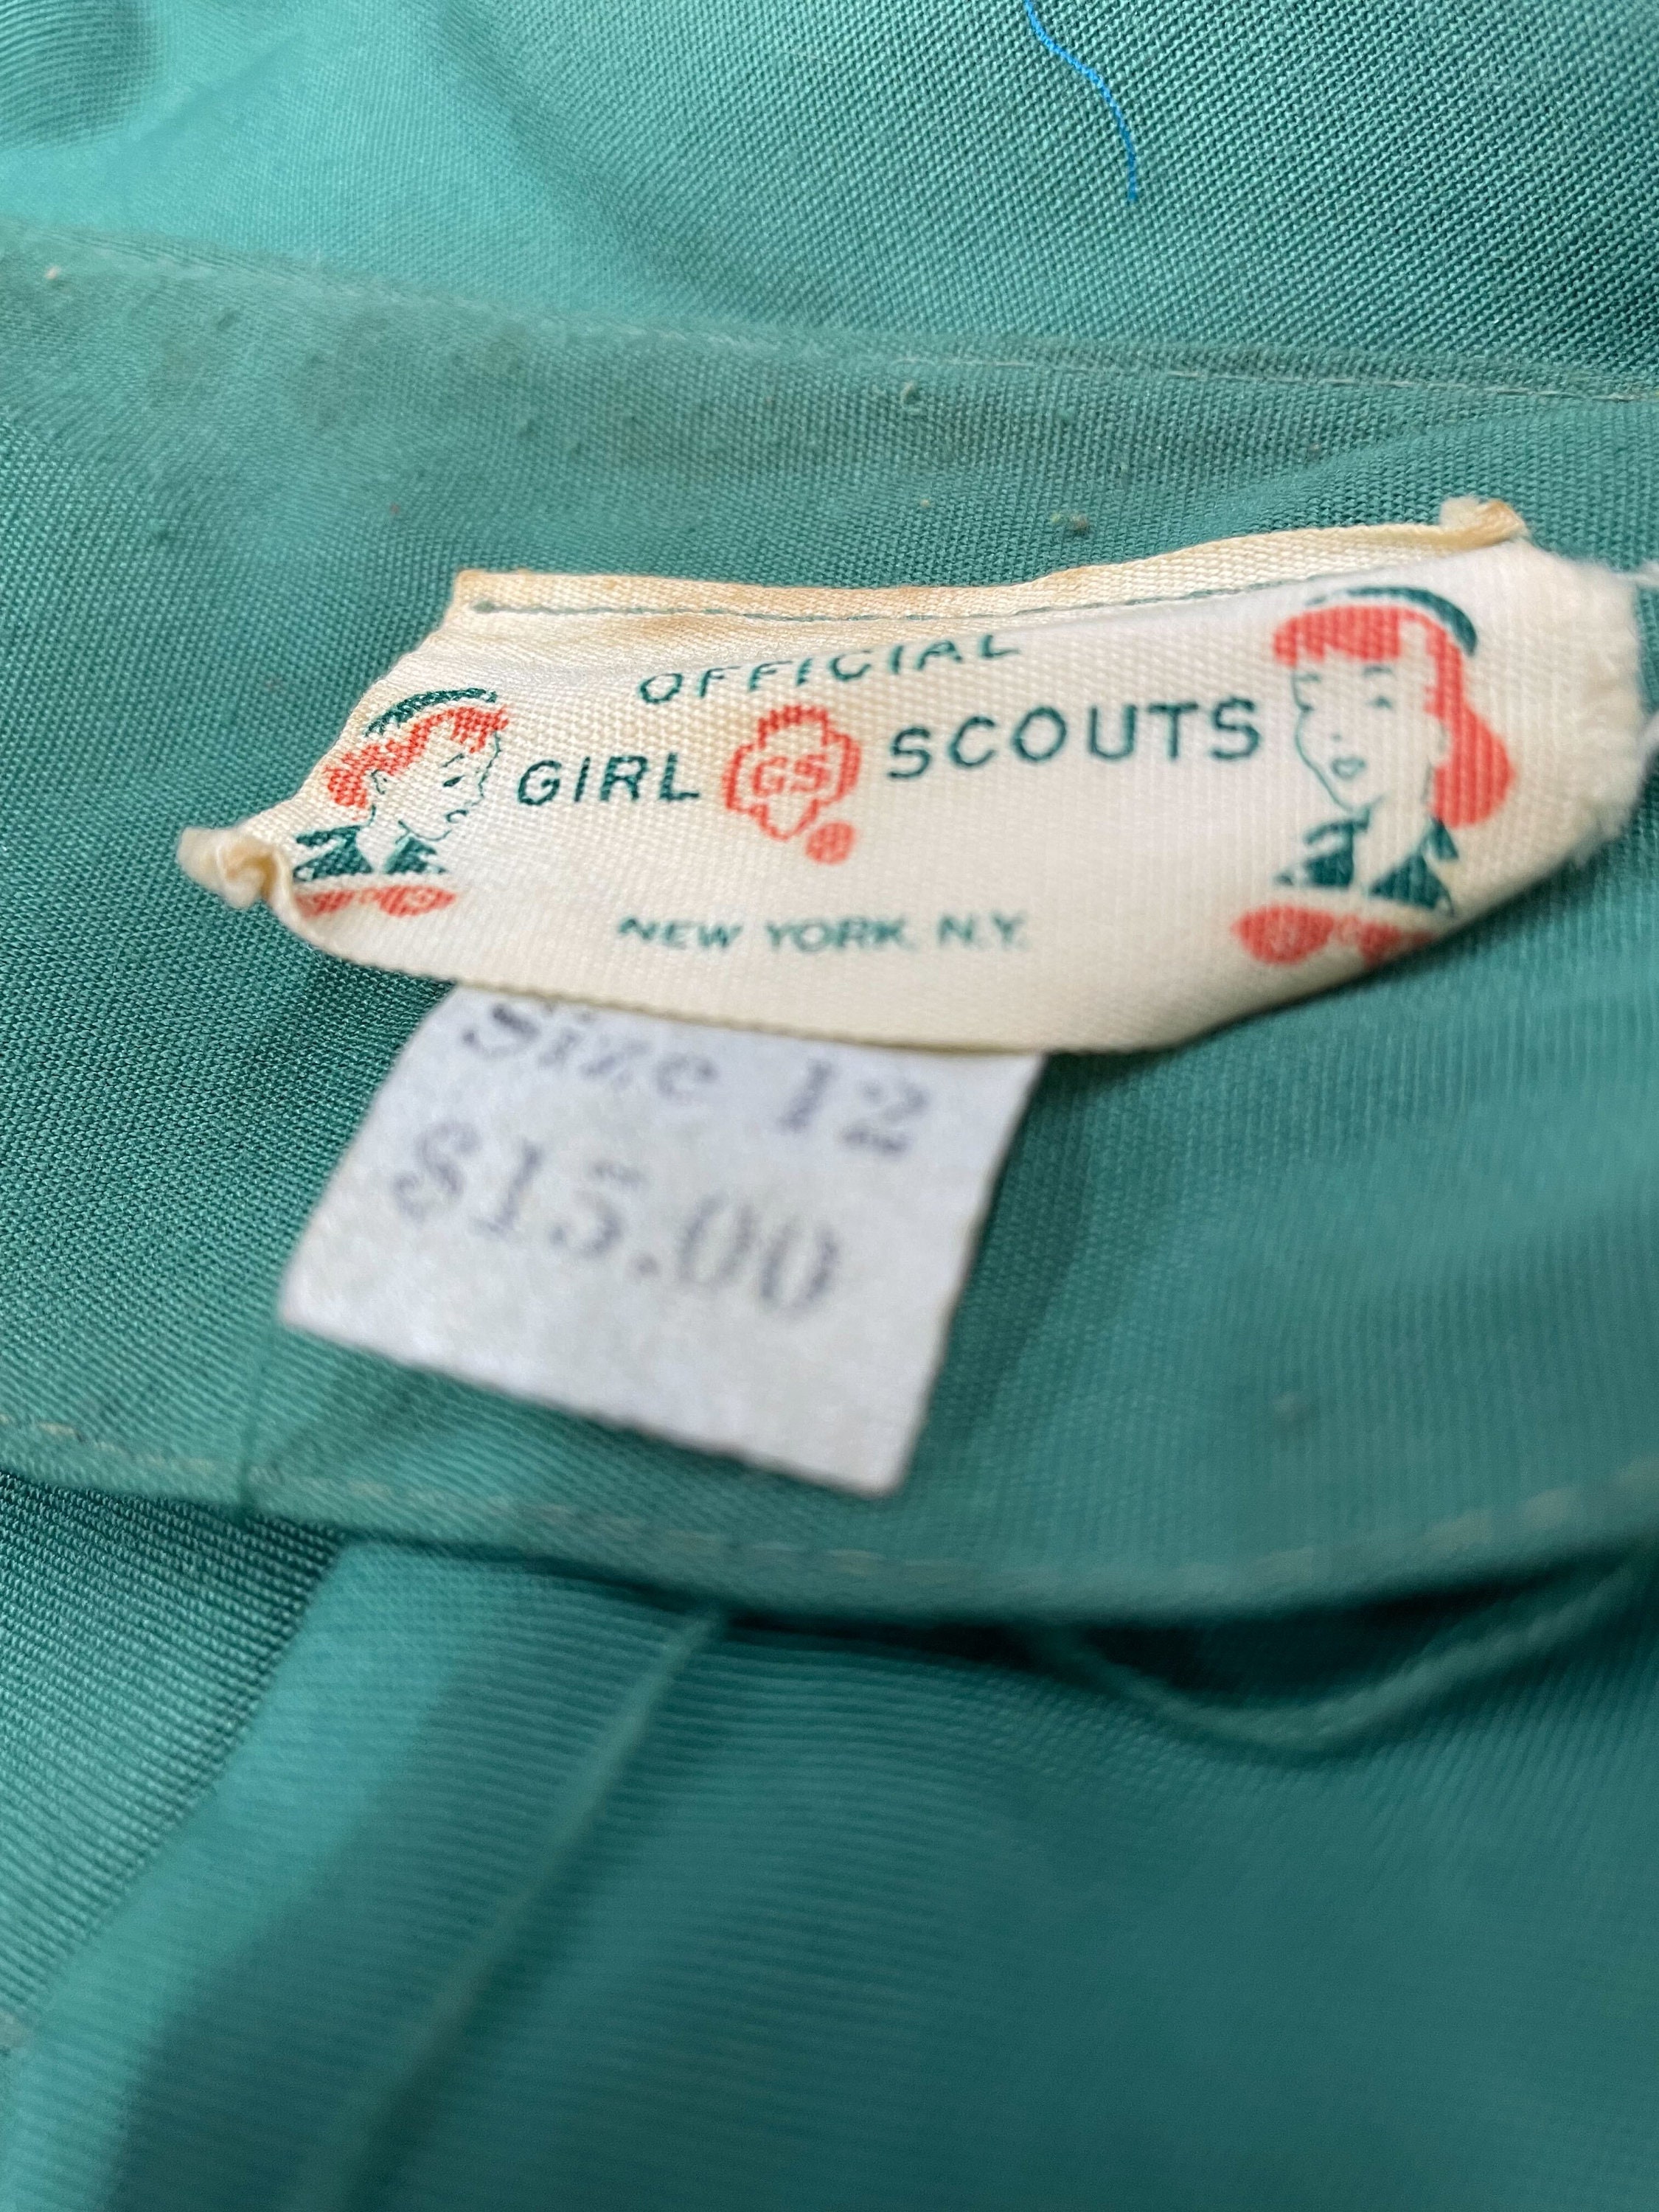 OFFICIAL
GIRL GS SCOUTS
NEW YORK, N.Y.
Size 12
$15.00